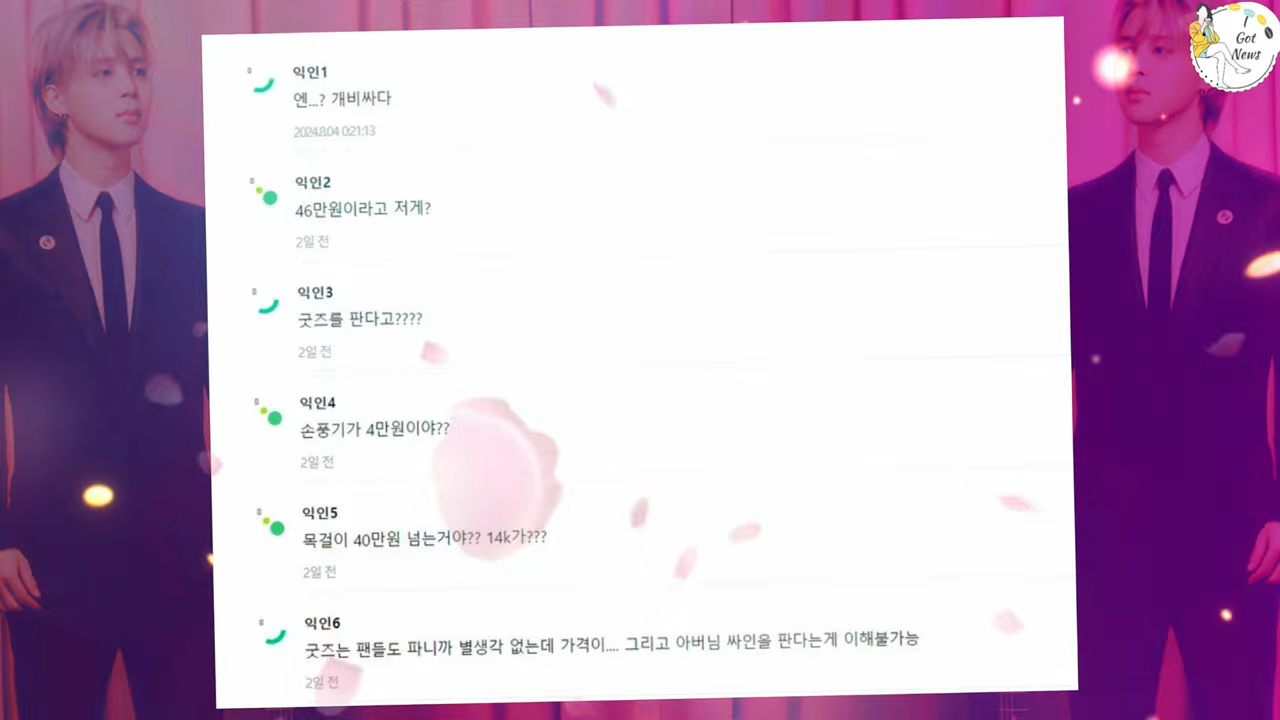 I
Got
News
익인1
엔...? 개비싸다
2024.8.04 0:21:13
익인2
46만원이라고 저게?
2일 전
익인3
굿즈를 판다고????
2일 전
익인4
손풍기가 4만원이야??
2일 전
익인5
목걸이 40만원 넘는거야?? 14k가???
2일 전
익인6
굿즈는 팬들도 파니까 별생각 없는데 가격이.... 그리고 아버님 싸인을 판다는게 이해불가능
2일 전